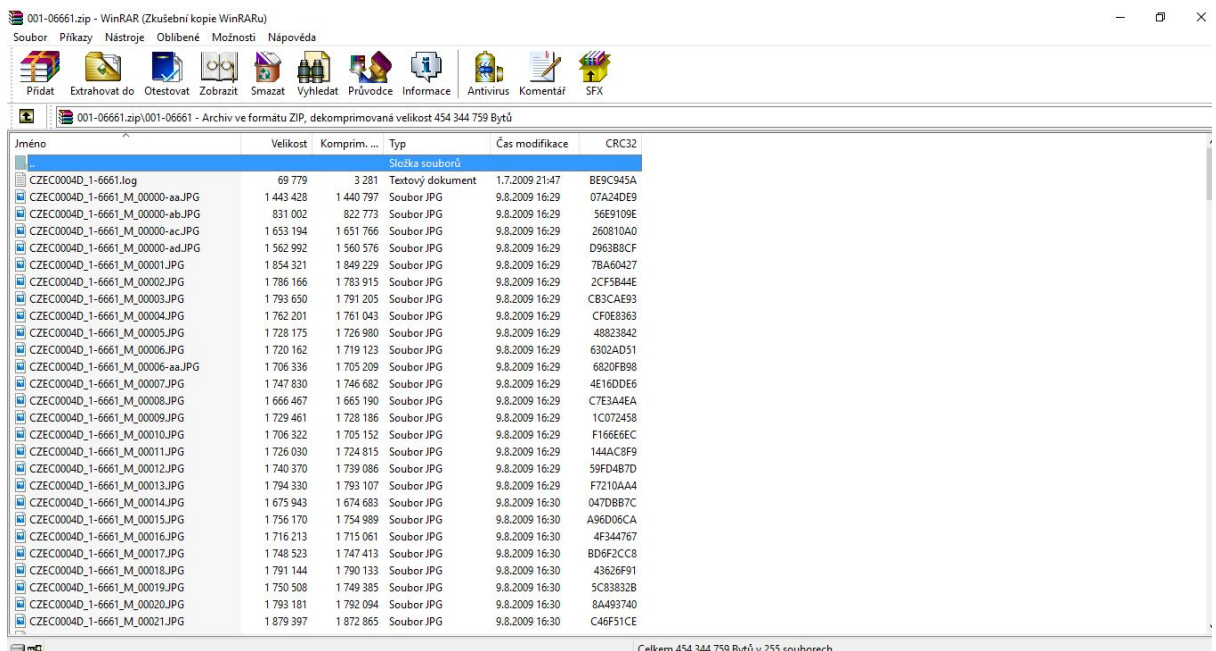 001-06661.zip - WinRAR (Zkušební kopie WinRARu)
Soubor Příkazy Nástroje Oblíbené Možnosti Nápověda
Přidat Extrahovat do Otestovat Zobrazit Smazat Vyhledat Průvodce Informace Antivirus Komentář SFX
001-06661.zip\001-06661 - Archiv ve formátu ZIP, dekomprimovaná velikost 454 344 759 Bytů
Jméno Velikost Komprim. ... Typ Čas modifikace CRC32
.. Složka souborů
CZEC0004D_1-6661.log 69 779 3 281 Textový dokument 1.7.2009 21:47 BE9C945A
CZEC0004D_1-6661_M_00000-aa.JPG 1 443 428 1 440 797 Soubor JPG 9.8.2009 16:29 07A24DE9
CZEC0004D_1-6661_M_00000-ab.JPG 831 002 822 773 Soubor JPG 9.8.2009 16:29 56E9109E
CZEC0004D_1-6661_M_00000-ac.JPG 1 653 194 1 651 766 Soubor JPG 9.8.2009 16:29 260810A0
CZEC0004D_1-6661_M_00000-ad.JPG 1 562 992 1 560 576 Soubor JPG 9.8.2009 16:29 D963B8CF
CZEC0004D_1-6661_M_00001.JPG 1 854 321 1 849 229 Soubor JPG 9.8.2009 16:29 7BA60427
CZEC0004D_1-6661_M_00002.JPG 1 786 166 1 783 915 Soubor JPG 9.8.2009 16:29 2CF5B44E
CZEC0004D_1-6661_M_00003.JPG 1 793 650 1 791 205 Soubor JPG 9.8.2009 16:29 CB3CAE93
CZEC0004D_1-6661_M_00004.JPG 1 762 201 1 761 043 Soubor JPG 9.8.2009 16:29 CF0E8363
CZEC0004D_1-6661_M_00005.JPG 1 728 175 1 726 980 Soubor JPG 9.8.2009 16:29 48823842
CZEC0004D_1-6661_M_00006.JPG 1 720 162 1 719 123 Soubor JPG 9.8.2009 16:29 6302AD51
CZEC0004D_1-6661_M_00006-aa.JPG 1 706 336 1 705 209 Soubor JPG 9.8.2009 16:29 6820FB98
CZEC0004D_1-6661_M_00007.JPG 1 747 830 1 746 682 Soubor JPG 9.8.2009 16:29 4E16DDE6
CZEC0004D_1-6661_M_00008.JPG 1 666 467 1 665 190 Soubor JPG 9.8.2009 16:29 C7E3A4EA
CZEC0004D_1-6661_M_00009.JPG 1 729 461 1 728 186 Soubor JPG 9.8.2009 16:29 1C072458
CZEC0004D_1-6661_M_00010.JPG 1 706 322 1 705 152 Soubor JPG 9.8.2009 16:29 F166E6EC
CZEC0004D_1-6661_M_00011.JPG 1 726 030 1 724 815 Soubor JPG 9.8.2009 16:29 144AC8F9
CZEC0004D_1-6661_M_00012.JPG 1 740 370 1 739 086 Soubor JPG 9.8.2009 16:29 59FD4B7D
CZEC0004D_1-6661_M_00013.JPG 1 794 330 1 793 107 Soubor JPG 9.8.2009 16:29 F7210AA4
CZEC0004D_1-6661_M_00014.JPG 1 675 943 1 674 683 Soubor JPG 9.8.2009 16:30 047DBB7C
CZEC0004D_1-6661_M_00015.JPG 1 756 170 1 754 989 Soubor JPG 9.8.2009 16:30 A96D06CA
CZEC0004D_1-6661_M_00016.JPG 1 716 213 1 715 061 Soubor JPG 9.8.2009 16:30 4F344767
CZEC0004D_1-6661_M_00017.JPG 1 748 523 1 747 413 Soubor JPG 9.8.2009 16:30 BD6F2CC8
CZEC0004D_1-6661_M_00018.JPG 1 791 144 1 790 133 Soubor JPG 9.8.2009 16:30 43626F91
CZEC0004D_1-6661_M_00019.JPG 1 750 508 1 749 385 Soubor JPG 9.8.2009 16:30 5C83832B
CZEC0004D_1-6661_M_00020.JPG 1 793 181 1 792 094 Soubor JPG 9.8.2009 16:30 8A493740
CZEC0004D_1-6661_M_00021.JPG 1 879 397 1 872 865 Soubor JPG 9.8.2009 16:30 C46F51CE
Celkem 454 344 759 Bytů v 255 souborech